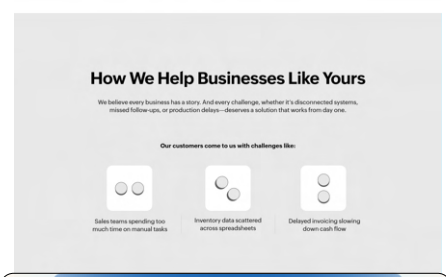 How We Help Businesses Like Yours
We believe every business has a story. And every challenge, whether it's disconnected systems,
missed follow-ups, or production delays—deserves a solution that works from day one.
Our customers come to us with challenges like:
Sales teams spending too
much time on manual tasks
Inventory data scattered
across spreadsheets
Delayed invoicing slowing
down cash flow